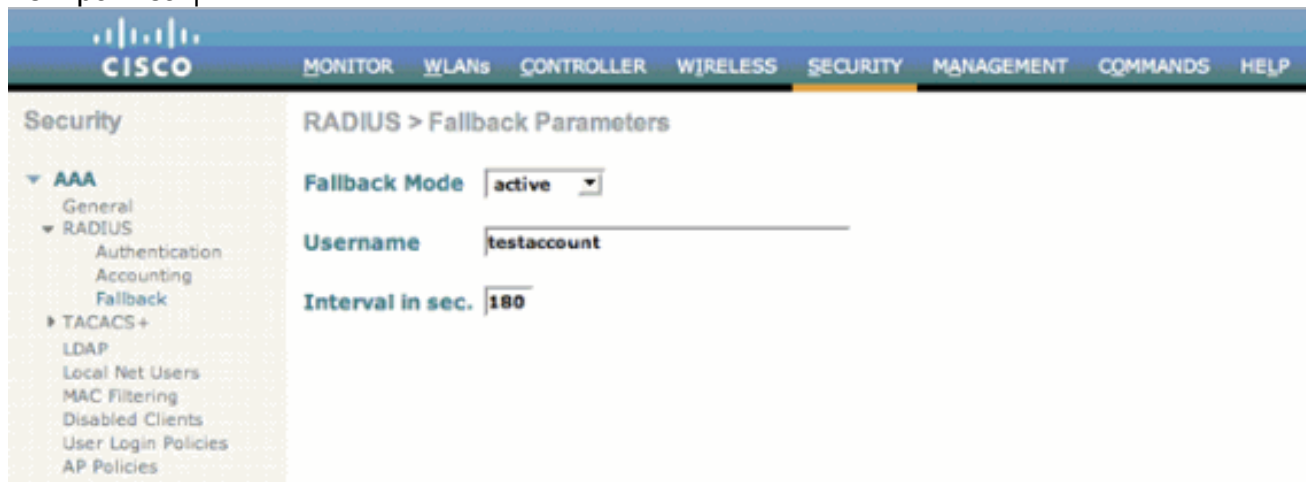 CISCO
MONITOR WLANs CONTROLLER WIRELESS SECURITY MANAGEMENT COMMANDS HELP
Security
AAA
General
RADIUS
Authentication
Accounting
Fallback
TACACS+
LDAP
Local Net Users
MAC Filtering
Disabled Clients
User Login Policies
AP Policies
RADIUS > Fallback Parameters
Fallback Mode active
Username testaccount
Interval in sec. 180